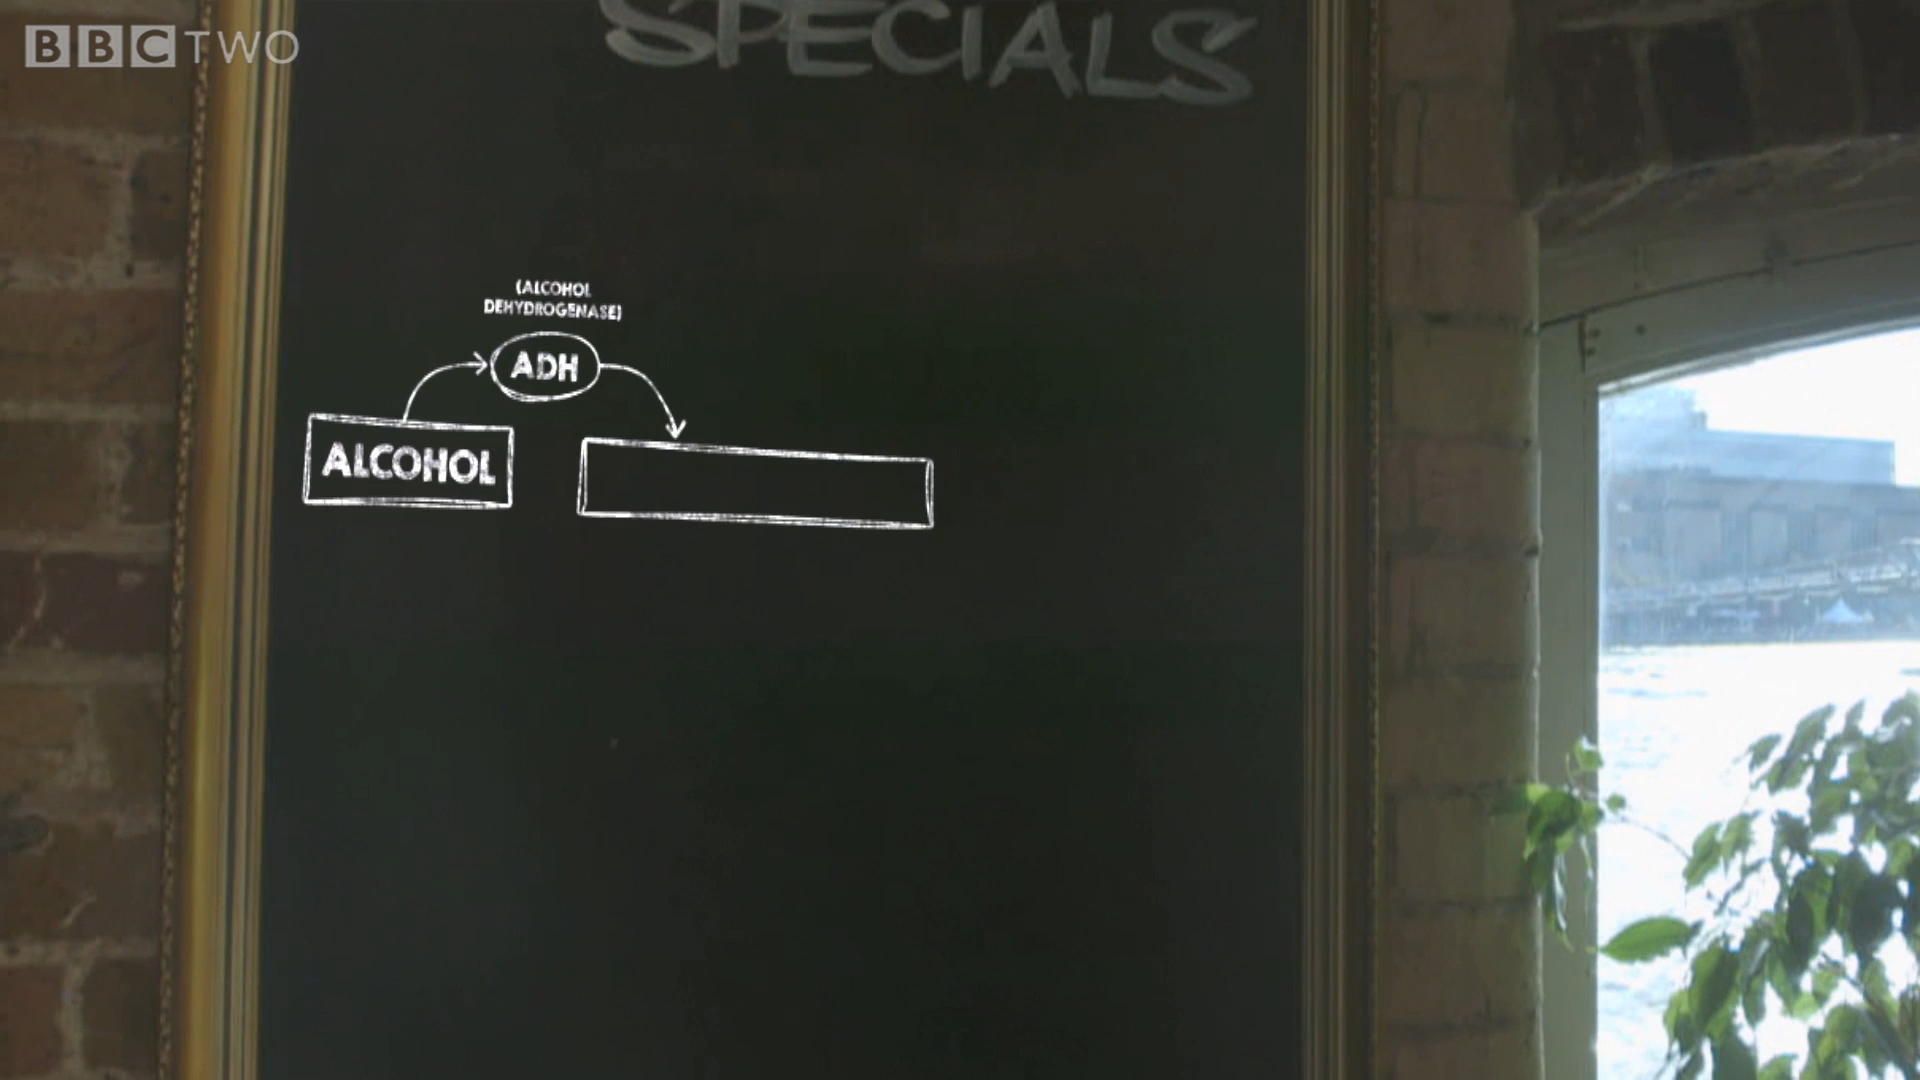 BBC TWO
SPECIALS
(ALCOHOL
DEHYDROGENASE)
ADH
ALCOHOL